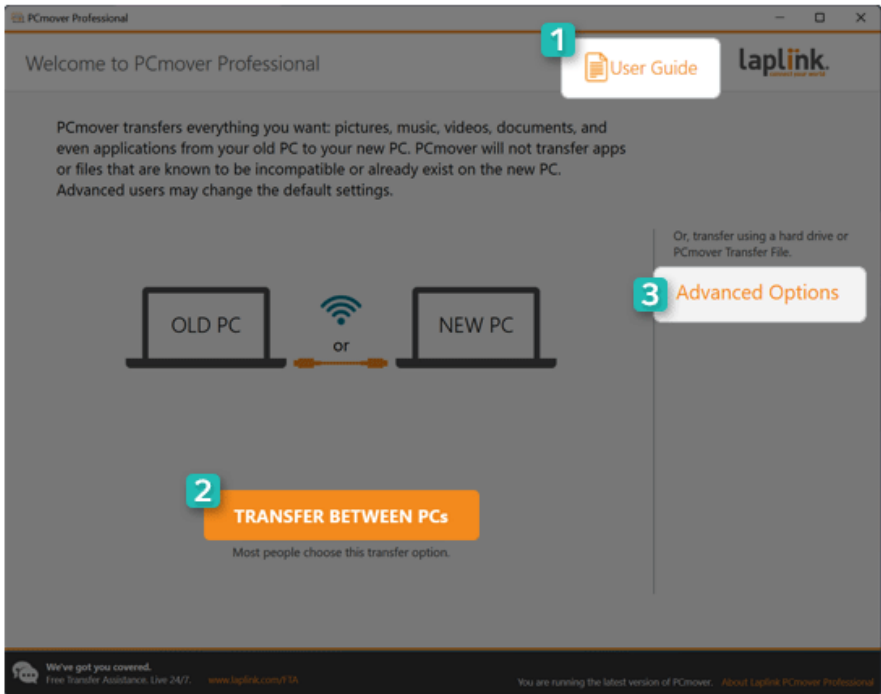 PCmover Professional
1
Welcome to PCmover Professional
User Guide
laplink.
connect your world
PCmover transfers everything you want: pictures, music, videos, documents, and
even applications from your old PC to your new PC. PCmover will not transfer apps
or files that are known to be incompatible or already exist on the new PC.
Advanced users may change the default settings.
Or, transfer using a hard drive or
PCmover Transfer File.
3
Advanced Options
OLD PC
or
NEW PC
2
TRANSFER BETWEEN PCs
Most people choose this transfer option.
We've got you covered.
Free Transfer Assistance. Live 24/7.
www.laplink.com/FTA
You are running the latest version of PCmover.
About Laplink PCmover Professional